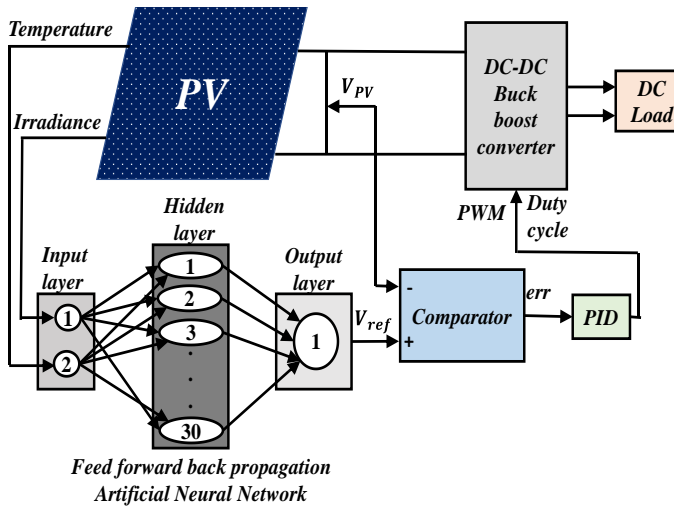 Temperature
PV
V_PV
DC-DC
Buck
boost
converter
DC
Load
Irradiance
PWM
Duty
cycle
Hidden
layer
Input
layer
Output
layer
1
2
1
2
3
.
.
.
30
1
V_ref
-
+
Comparator
err
PID
Feed forward back propagation
Artificial Neural Network